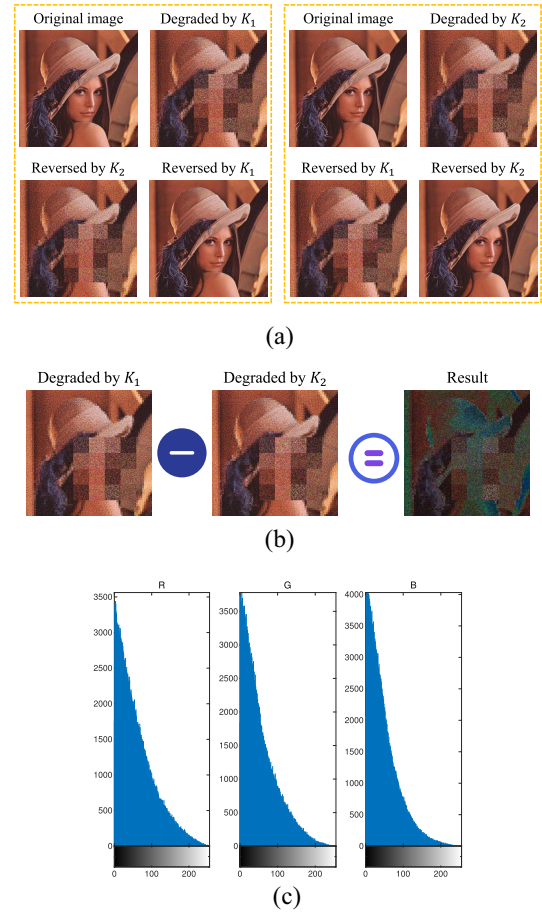 Original image Degraded by K₁ Original image Degraded by K₂
Reversed by K₂ Reversed by K₁ Reversed by K₁ Reversed by K₂
(a)
Degraded by K₁ Degraded by K₂ Result
(b)
R G B
3500 3000 2500 2000 1500 1000 500 0
0 100 200
3500 3000 2500 2000 1500 1000 500 0
0 100 200
4000 3500 3000 2500 2000 1500 1000 500 0
0 100 200
(c)